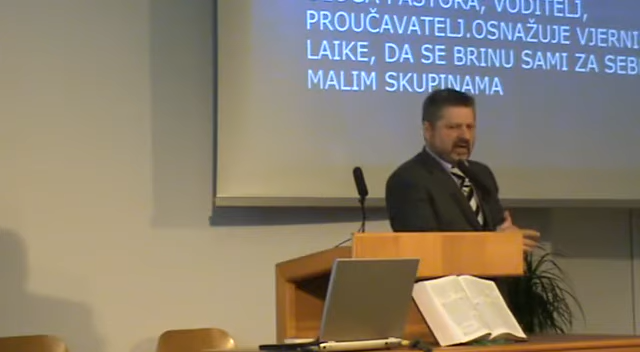 PASTORA, VODITELJ,
PROUČAVATELJ.OSNAŽUJE VJERNI
LAIKE, DA SE BRINU SAMI ZA SEB
MALIM SKUPINAMA